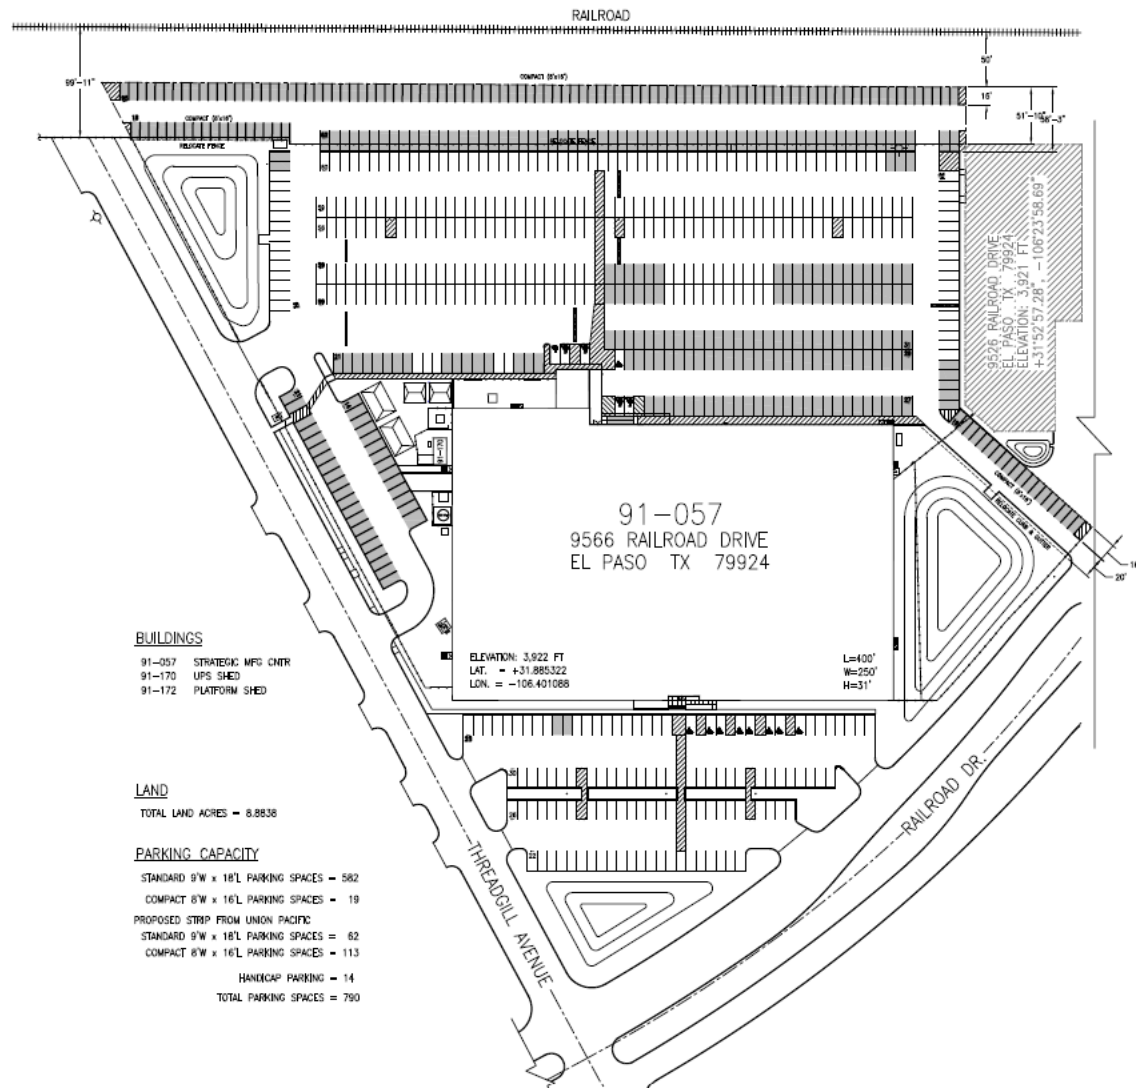 RAILROAD
99'-11"
50'
COMPACT (8'x16')
16'
COMPACT (8'x16')
51'-10"
58'-3"
RELOCATE FENCE
RELOCATE FENCE
9526 RAILROAD DRIVE
EL PASO TX 79924
ELEVATION: 3,921 FT.
+31°52'57.28", -106°23'58.69"
91-170
COMPACT (8'x16')
RELOCATE CURB & GUTTER
20'
91-057
9566 RAILROAD DRIVE
EL PASO TX 79924
ELEVATION: 3,922 FT
LAT. = +31.885322
LON. = -106.401088
L=400'
W=250'
H=31'
BUILDINGS
91-057 STRATEGIC MFG CNTR
91-170 UPS SHED
91-172 PLATFORM SHED
LAND
TOTAL LAND ACRES = 8.8838
PARKING CAPACITY
STANDARD 9'W x 18'L PARKING SPACES = 582
COMPACT 8'W x 16'L PARKING SPACES = 19
PROPOSED STRIP FROM UNION PACIFIC
STANDARD 9'W x 18'L PARKING SPACES = 62
COMPACT 8'W x 16'L PARKING SPACES = 113
HANDICAP PARKING = 14
TOTAL PARKING SPACES = 790
THREADGILL AVENUE
RAILROAD DR.